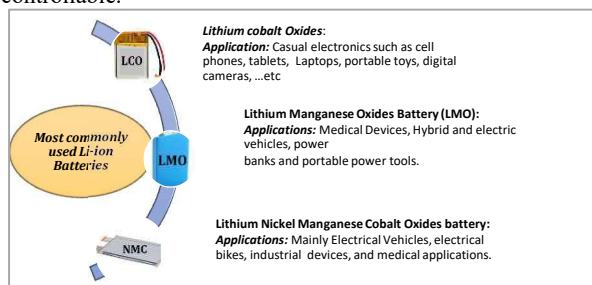 controllable.
Lithium cobalt Oxides:
Application: Casual electronics such as cell
phones, tablets, Laptops, portable toys, digital
cameras, ...etc
LCO
Most commonly
used Li-ion
Batteries
Lithium Manganese Oxides Battery (LMO):
Applications: Medical Devices, Hybrid and electric
vehicles, power
banks and portable power tools.
LMO
Lithium Nickel Manganese Cobalt Oxides battery:
Applications: Mainly Electrical Vehicles, electrical
bikes, industrial devices, and medical applications.
NMC